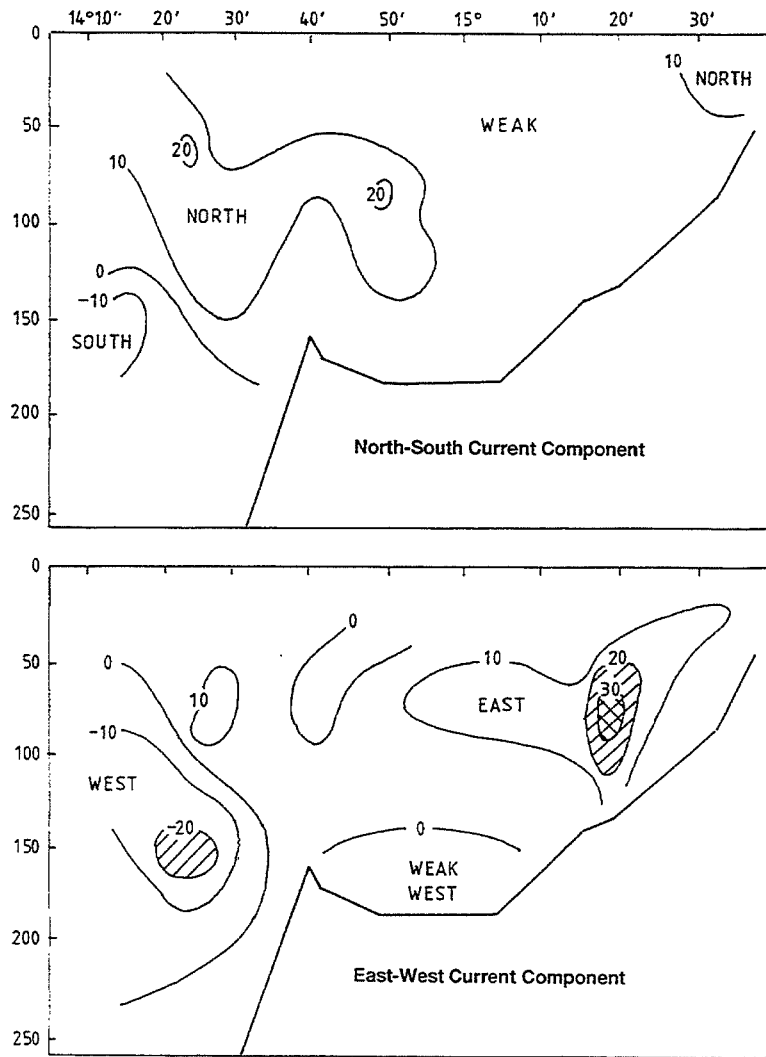 14°10'' 20' 30' 40' 50' 15° 10' 20' 30'
0
10
NORTH
WEAK
50
20
10
20
NORTH
100
0
-10
150
SOUTH
200
North-South Current Component
250
0
0
0
10
20
50
10
30
EAST
-10
100
WEST
-20
0
150
WEAK
WEST
200
East-West Current Component
250